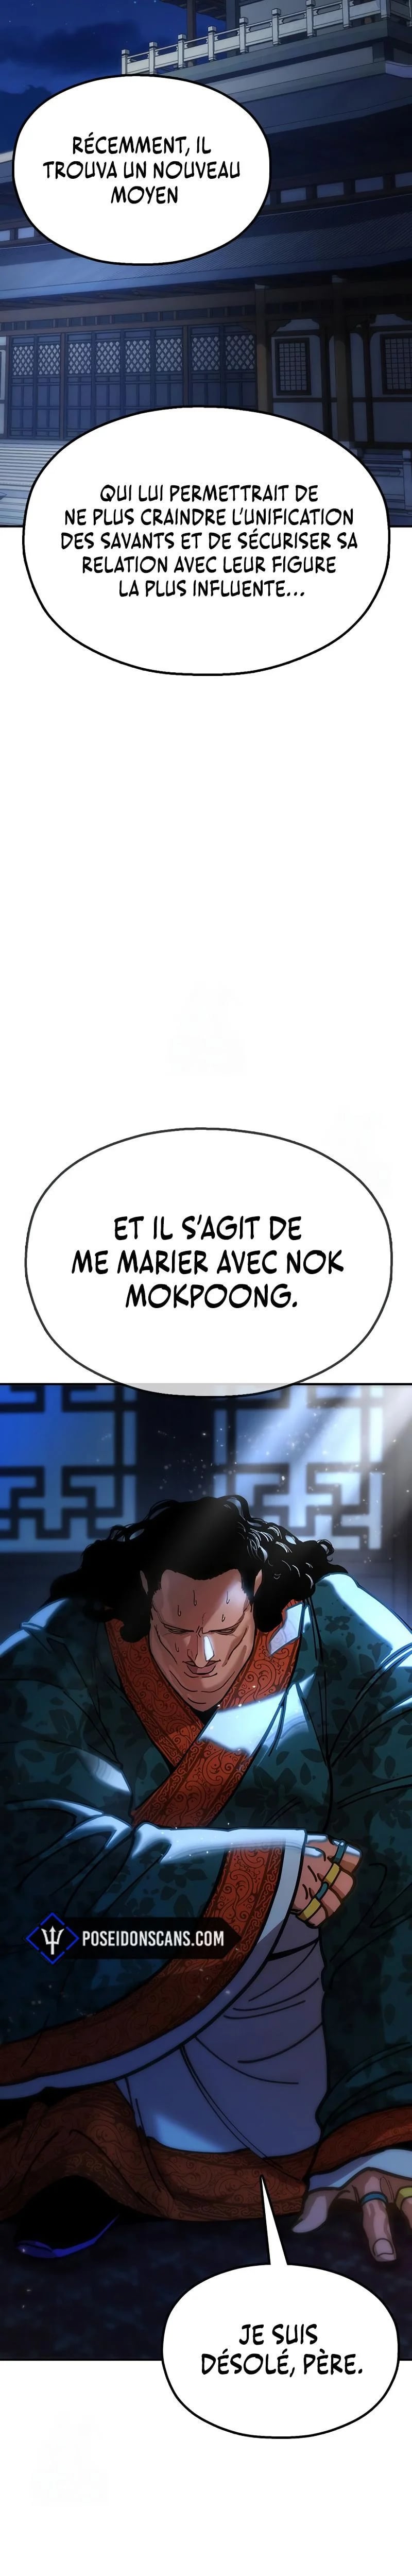 RÉCEMMENT, IL
TROUVA UN NOUVEAU
MOYEN
QUI LUI PERMETTRAIT DE
NE PLUS CRAINDRE L'UNIFICATION
DES SAVANTS ET DE SÉCURISER SA
RELATION AVEC LEUR FIGURE
LA PLUS INFLUENTE...
ET IL S'AGIT DE
ME MARIER AVEC NOK
MOKPOONG.
POSEIDONSCANS.COM
JE SUIS
DÉSOLÉ, PÈRE.